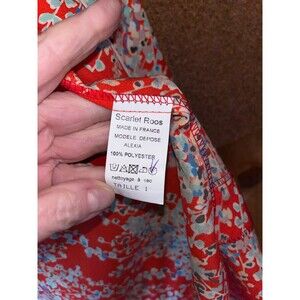 Scarlet Roos
MADE IN FRANCE
MODELE DEPOSE
ALEXIA
100% POLYESTER
nettoyage à sec
TAILLE 1